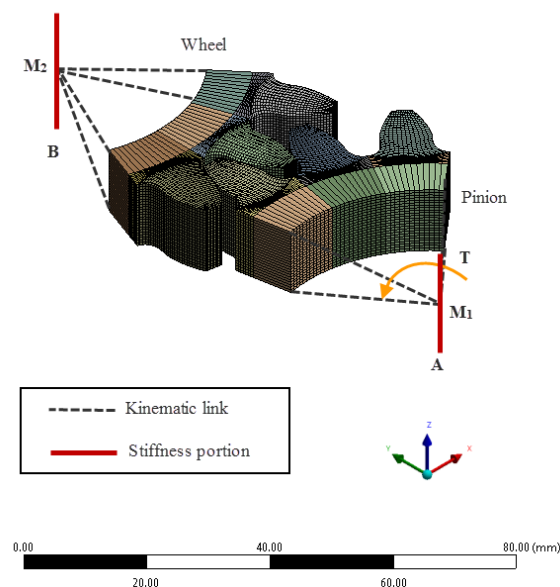 Wheel
M2
B
Pinion
T
M1
A
Kinematic link
Stiffness portion
Z
Y
X
0.00 40.00 80.00 (mm)
20.00 60.00